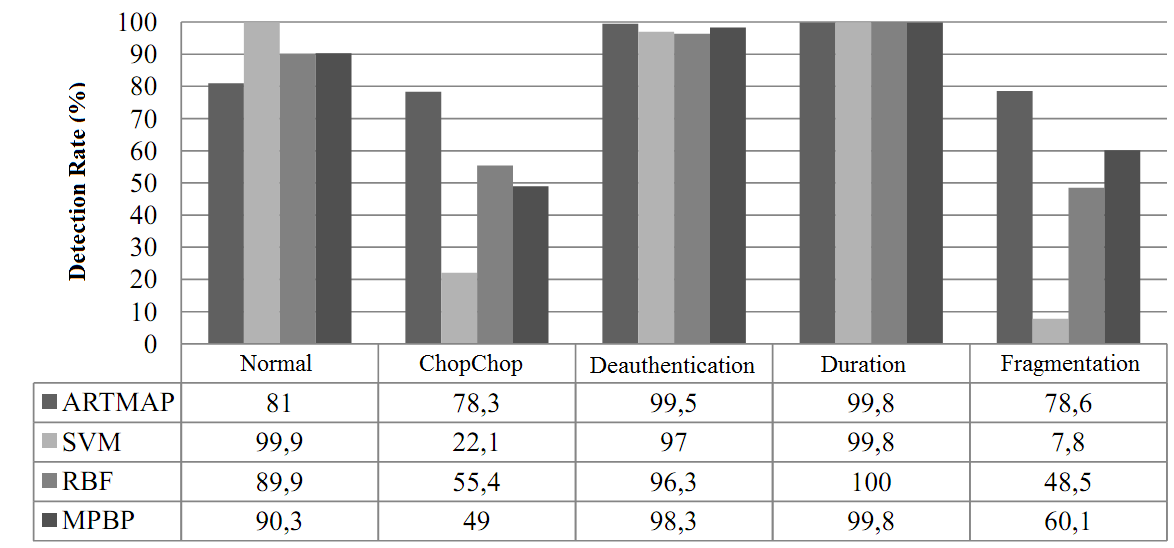 Detection Rate (%)
100
90
80
70
60
50
40
30
20
10
0
Normal ChopChop Deauthentication Duration Fragmentation
ARTMAP 81 78,3 99,5 99,8 78,6
SVM 99,9 22,1 97 99,8 7,8
RBF 89,9 55,4 96,3 100 48,5
MPBP 90,3 49 98,3 99,8 60,1